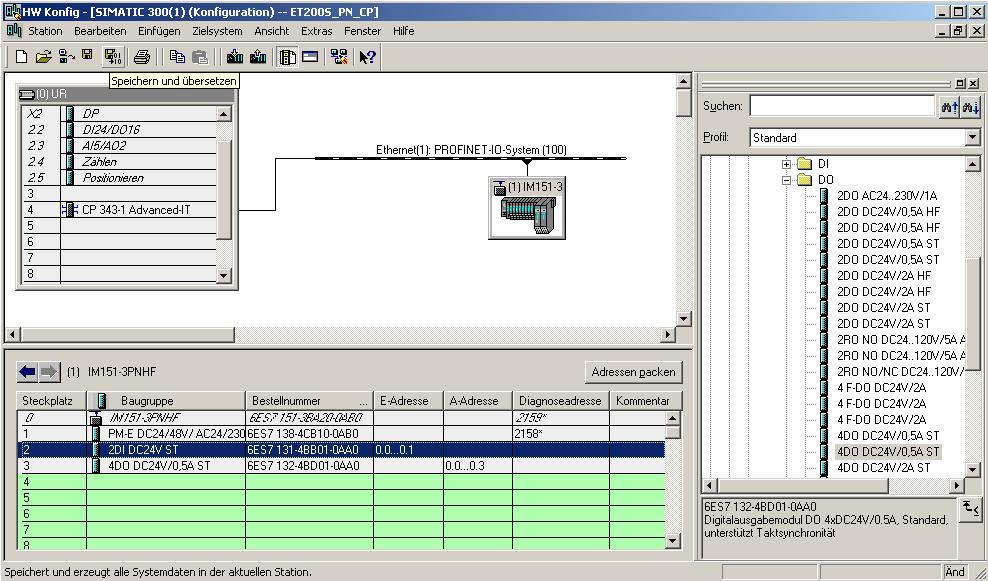 HW Konfig - [SIMATIC 300(1) (Konfiguration) -- ET200S_PN_CP]
Station Bearbeiten Einfügen Zielsystem Ansicht Extras Fenster Hilfe
Speichern und übersetzen
(0) UR
X2 DP
2.2 DI24/DO16
2.3 AI5/AO2
2.4 Zählen
2.5 Positionieren
3
4 CP 343-1 Advanced-IT
5
6
7
8
Ethernet(1): PROFINET-IO-System (100)
(1) IM151-3
Suchen:
Profil: Standard
DI
DO
2DO AC24..230V/1A
2DO DC24V/0,5A HF
2DO DC24V/0,5A HF
2DO DC24V/0,5A ST
2DO DC24V/0,5A ST
2DO DC24V/2A HF
2DO DC24V/2A HF
2DO DC24V/2A ST
2DO DC24V/2A ST
2RO NO DC24..120V/5A A
2RO NO DC24..120V/5A A
2RO NO/NC DC24..120V/
4 F-DO DC24V/2A
4 F-DO DC24V/2A
4 F-DO DC24V/2A
4DO DC24V/0,5A ST
4DO DC24V/0,5A ST
4DO DC24V/2A ST
6ES7 132-4BD01-0AA0
Digitalausgabemodul DO 4xDC24V/0.5A, Standard,
unterstützt Taktsynchronität
(1) IM151-3PNHF
Adressen packen
Steckplatz Baugruppe Bestellnummer ... E-Adresse A-Adresse Diagnoseadresse Kommentar
0 IM151-3PNHF 6ES7 151-3BA20-0AB0 2159*
1 PM-E DC24/48V/ AC24/230 6ES7 138-4CB10-0AB0 2158*
2 2DI DC24V ST 6ES7 131-4BB01-0AA0 0.0...0.1
3 4DO DC24V/0,5A ST 6ES7 132-4BD01-0AA0 0.0...0.3
4
5
6
7
8
Speichert und erzeugt alle Systemdaten in der aktuellen Station.
Änd